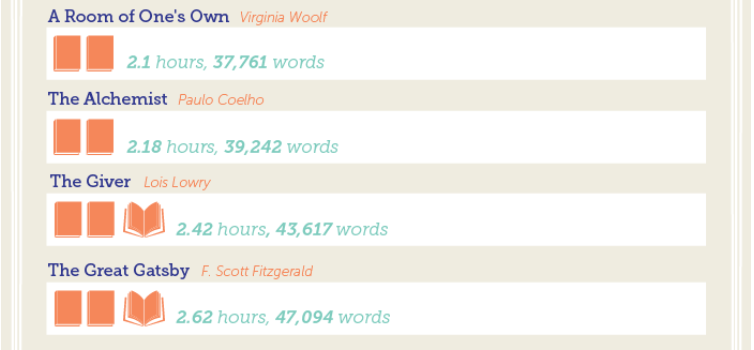 A Room of One's Own Virginia Woolf
2.1 hours, 37,761 words
The Alchemist Paulo Coelho
2.18 hours, 39,242 words
The Giver Lois Lowry
2.42 hours, 43,617 words
The Great Gatsby F. Scott Fitzgerald
2.62 hours, 47,094 words